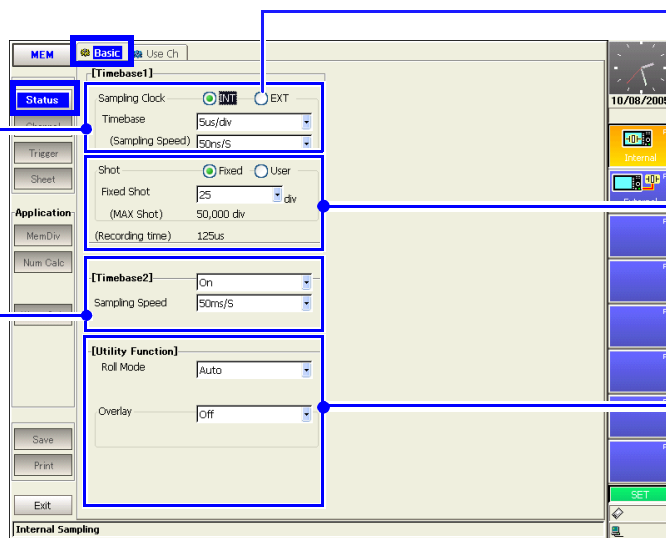 MEM
Basic
Use Ch
[Timebase1]
Status
Sampling Clock
INT
EXT
10/08/2005
Channel
Timebase
5us/div
(Sampling Speed)
50ns/S
Trigger
Internal
Sheet
Shot
Fixed
User
Fixed Shot
25
div
External
Application
(MAX Shot)
50,000 div
MemDiv
(Recording time)
125us
Num Calc
[Timebase2]
On
Sampling Speed
50ms/S
[Utility Function]
Roll Mode
Auto
Overlay
Off
Save
Print
Exit
SET
Internal Sampling